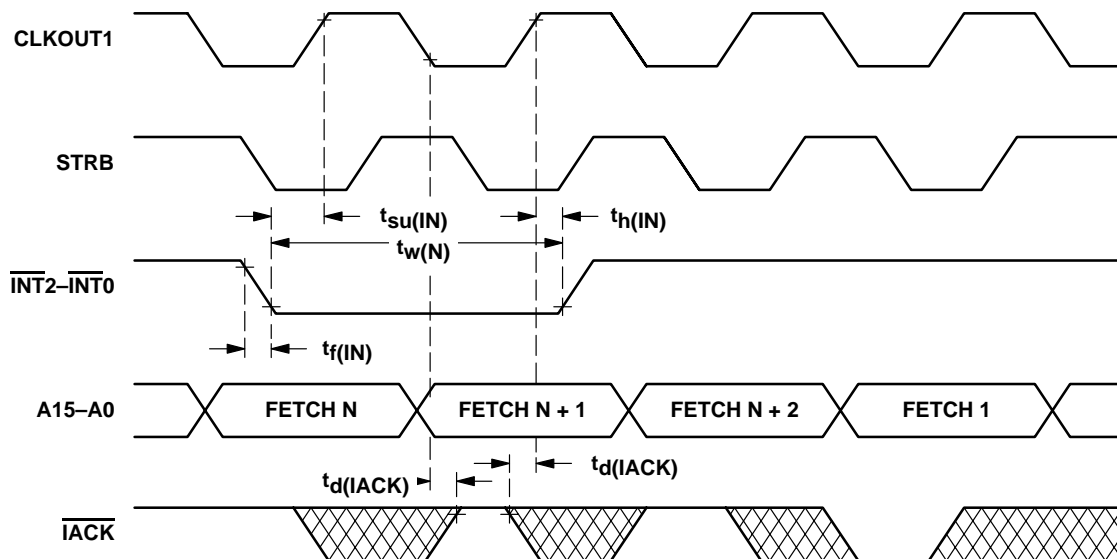 CLKOUT1
STRB
tsu(IN)
th(IN)
tw(N)
INT2–INT0
tf(IN)
A15–A0
FETCH N
FETCH N + 1
FETCH N + 2
FETCH 1
td(IACK)
td(IACK)
IACK